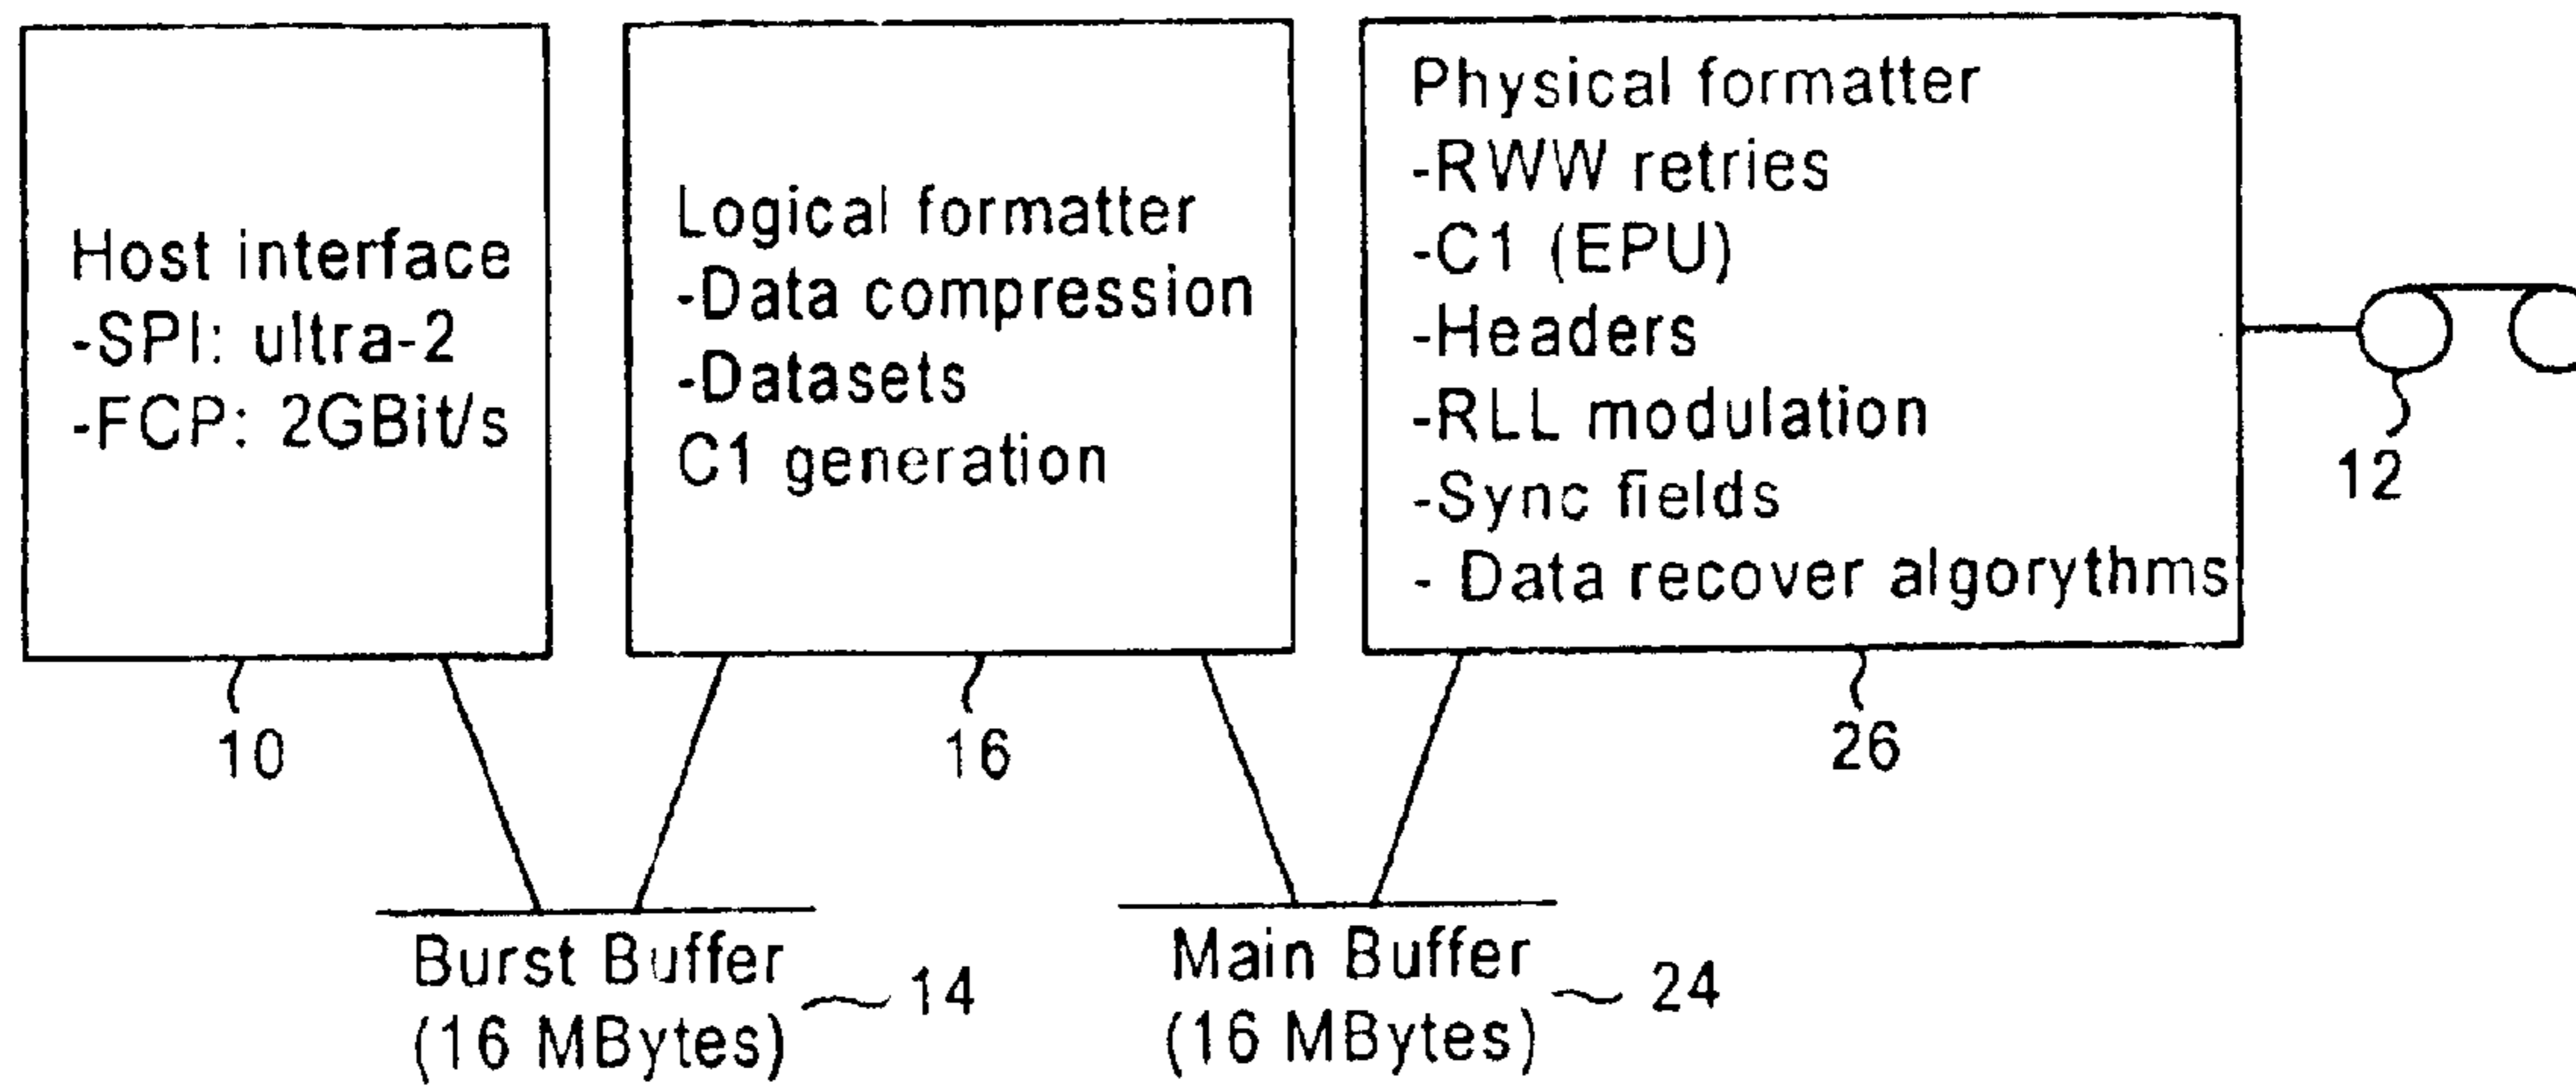 Host interface
-SPI: ultra-2
-FCP: 2GBit/s
10
Logical formatter
-Data compression
-Datasets
C1 generation
16
Physical formatter
-RWW retries
-C1 (EPU)
-Headers
-RLL modulation
-Sync fields
- Data recover algorythms
26
12
Burst Buffer
(16 MBytes)
14
Main Buffer
(16 MBytes)
24